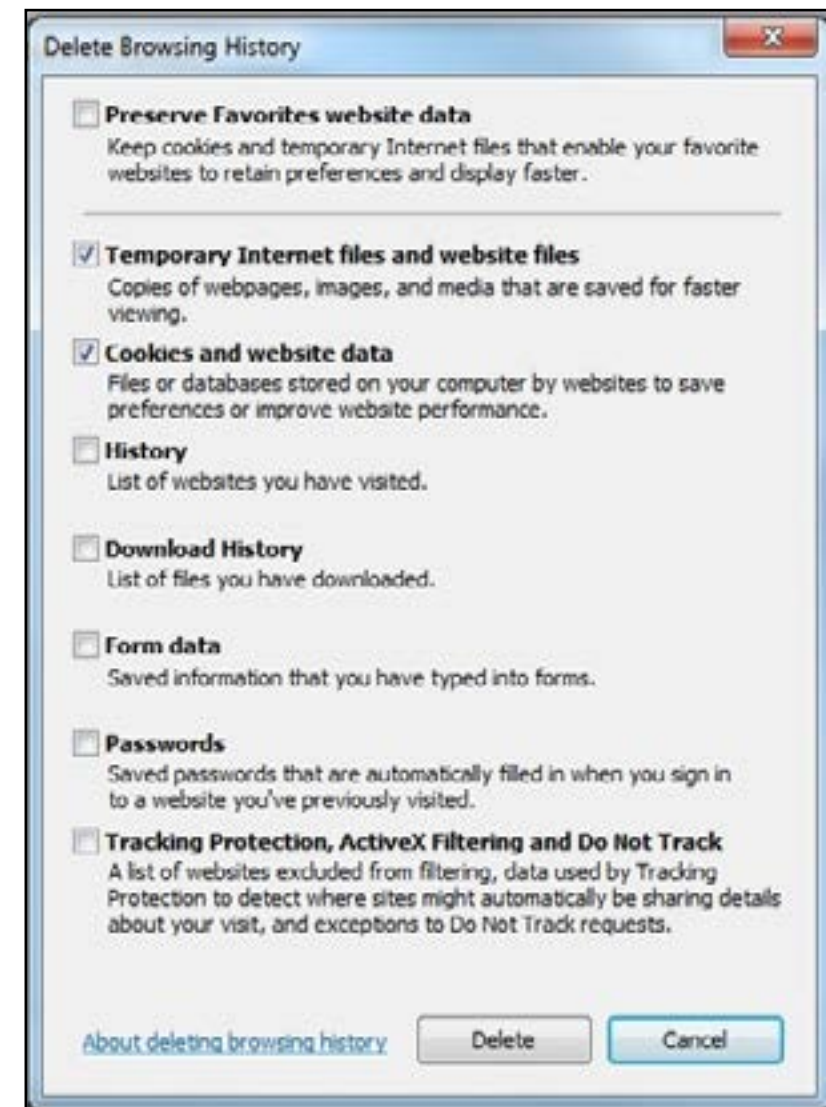 Delete Browsing History
Preserve Favorites website data
Keep cookies and temporary Internet files that enable your favorite
websites to retain preferences and display faster.
Temporary Internet files and website files
Copies of webpages, images, and media that are saved for faster
viewing.
Cookies and website data
Files or databases stored on your computer by websites to save
preferences or improve website performance.
History
List of websites you have visited.
Download History
List of files you have downloaded.
Form data
Saved information that you have typed into forms.
Passwords
Saved passwords that are automatically filled in when you sign in
to a website you've previously visited.
Tracking Protection, ActiveX Filtering and Do Not Track
A list of websites excluded from filtering, data used by Tracking
Protection to detect where sites might automatically be sharing details
about your visit, and exceptions to Do Not Track requests.
About deleting browsing history Delete Cancel